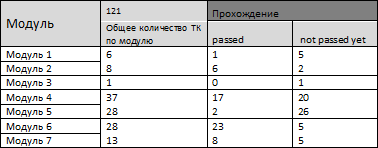 Модуль 121 Прохождение
Общее количество ТК по модулю passed not passed yet
Модуль 1 6 1 5
Модуль 2 8 6 2
Модуль 3 1 0 1
Модуль 4 37 17 20
Модуль 5 28 2 26
Модуль 6 28 23 5
Модуль 7 13 8 5